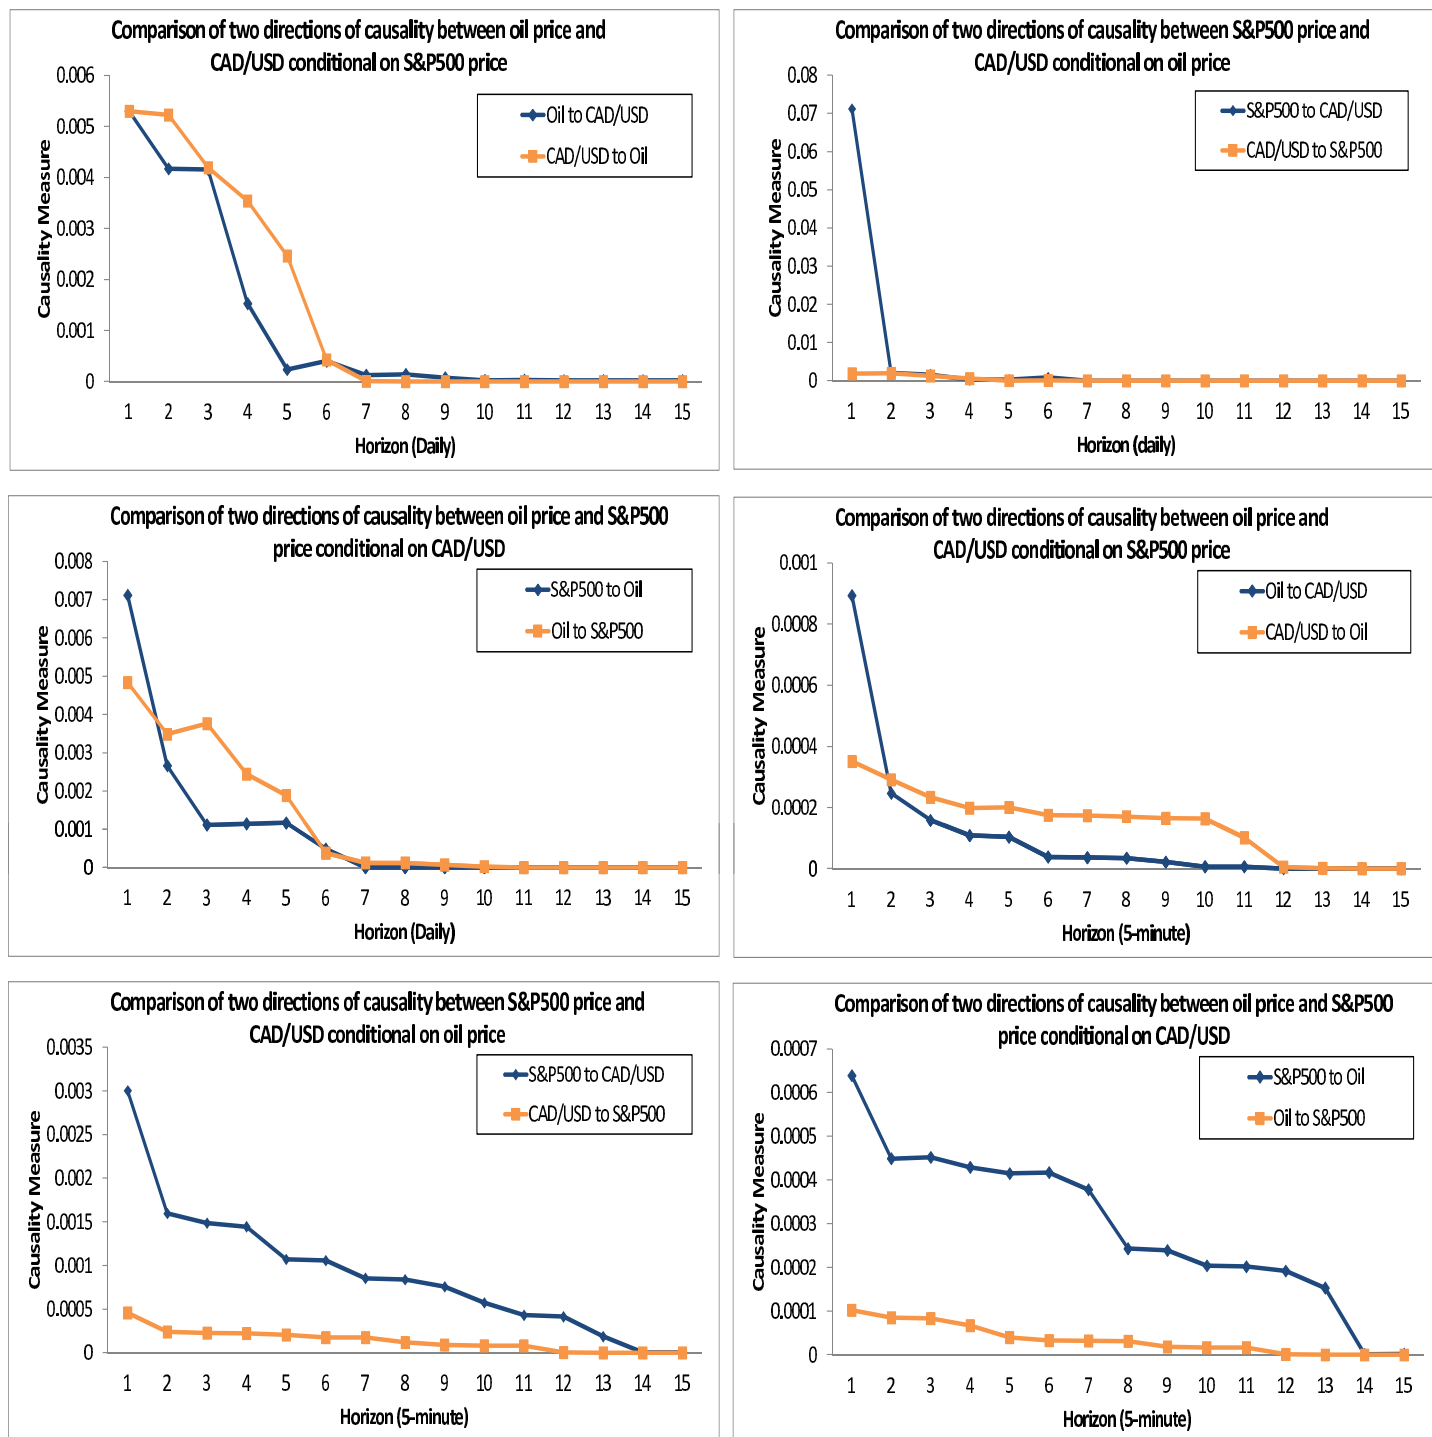 Comparison of two directions of causality between oil price and
CAD/USD conditional on S&P500 price
0.006
0.005
0.004
0.003
0.002
0.001
0
Causality Measure
Oil to CAD/USD
CAD/USD to Oil
1 2 3 4 5 6 7 8 9 10 11 12 13 14 15
Horizon (Daily)
Comparison of two directions of causality between S&P500 price and
CAD/USD conditional on oil price
0.08
0.07
0.06
0.05
0.04
0.03
0.02
0.01
0
Causality Measure
S&P500 to CAD/USD
CAD/USD to S&P500
1 2 3 4 5 6 7 8 9 10 11 12 13 14 15
Horizon (daily)
Comparison of two directions of causality between oil price and S&P500
price conditional on CAD/USD
0.008
0.007
0.006
0.005
0.004
0.003
0.002
0.001
0
Causality Measure
S&P500 to Oil
Oil to S&P500
1 2 3 4 5 6 7 8 9 10 11 12 13 14 15
Horizon (Daily)
Comparison of two directions of causality between oil price and
CAD/USD conditional on S&P500 price
0.001
0.0008
0.0006
0.0004
0.0002
0
Causality Measure
Oil to CAD/USD
CAD/USD to Oil
1 2 3 4 5 6 7 8 9 10 11 12 13 14 15
Horizon (5-minute)
Comparison of two directions of causality between S&P500 price and
CAD/USD conditional on oil price
0.0035
0.003
0.0025
0.002
0.0015
0.001
0.0005
0
Causality Measure
S&P500 to CAD/USD
CAD/USD to S&P500
1 2 3 4 5 6 7 8 9 10 11 12 13 14 15
Horizon (5-minute)
Comparison of two directions of causality between oil price and S&P500
price conditional on CAD/USD
0.0007
0.0006
0.0005
0.0004
0.0003
0.0002
0.0001
0
Causality Measure
S&P500 to Oil
Oil to S&P500
1 2 3 4 5 6 7 8 9 10 11 12 13 14 15
Horizon (5-minute)